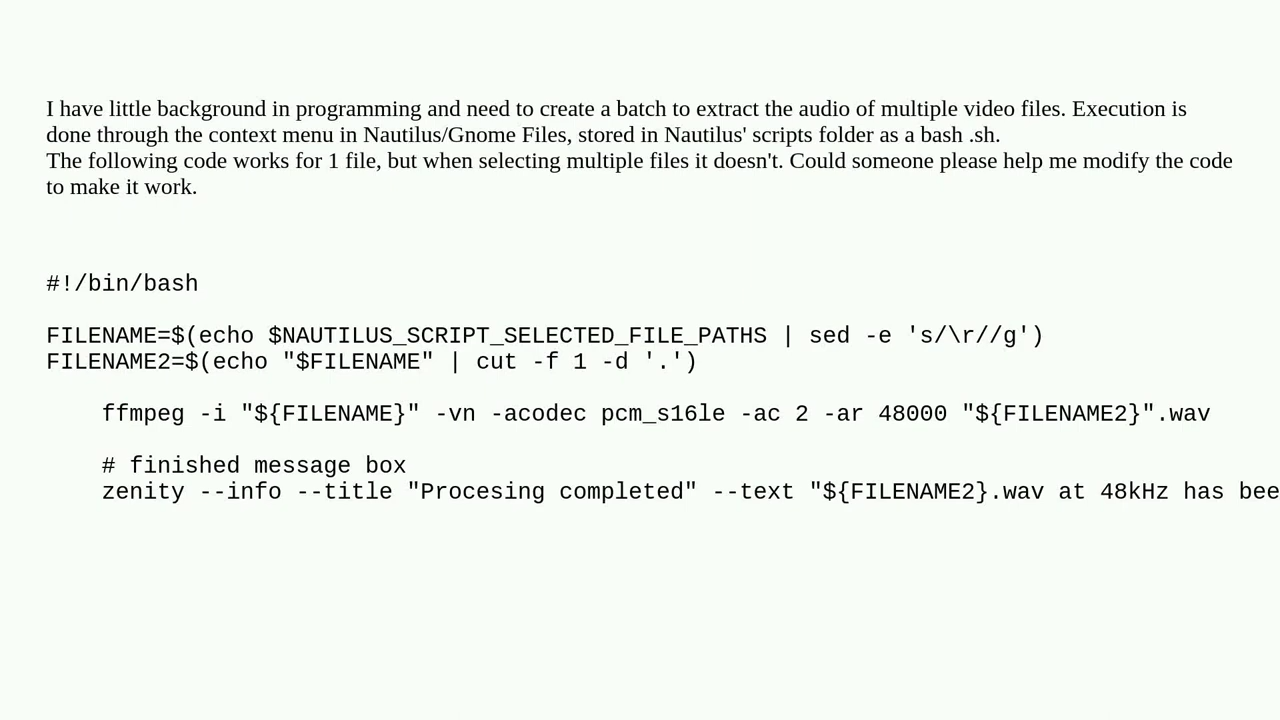 I have little background in programming and need to create a batch to extract the audio of multiple video files. Execution is
done through the context menu in Nautilus/Gnome Files, stored in Nautilus' scripts folder as a bash .sh.
The following code works for 1 file, but when selecting multiple files it doesn't. Could someone please help me modify the code
to make it work.
#!/bin/bash
FILENAME=$(echo $NAUTILUS_SCRIPT_SELECTED_FILE_PATHS | sed -e 's/\r//g')
FILENAME2=$(echo "$FILENAME" | cut -f 1 -d '.')
ffmpeg -i "${FILENAME}" -vn -acodec pcm_s16le -ac 2 -ar 48000 "${FILENAME2}".wav
# finished message box
zenity --info --title "Procesing completed" --text "${FILENAME2}.wav at 48kHz has bee